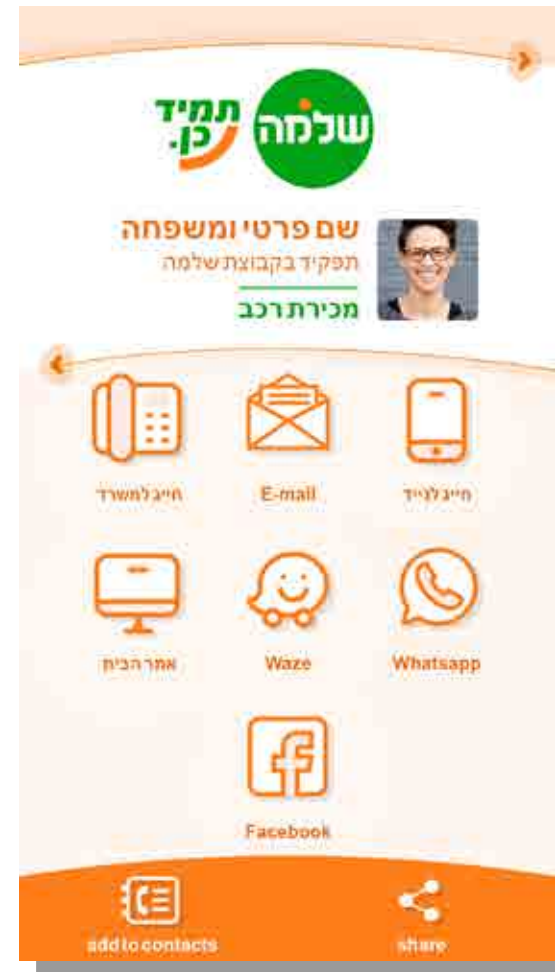 שלמה
תמיד
כן.
שם פרטי ומשפחה
תפקיד בקבוצת שלמה
מכירת רכב
חייג לנייד
E-mail
חייג למשרד
Whatsapp
Waze
אתר הבית
Facebook
add to contacts
share